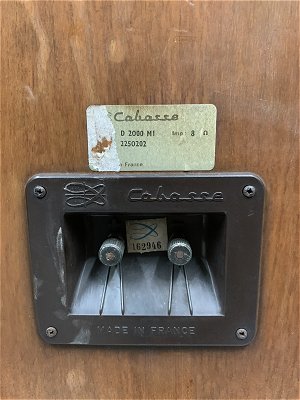 Cabasse
D 2000 M1 Imp : 8 Ω
2250202
France
Cabasse
162946
MADE IN FRANCE